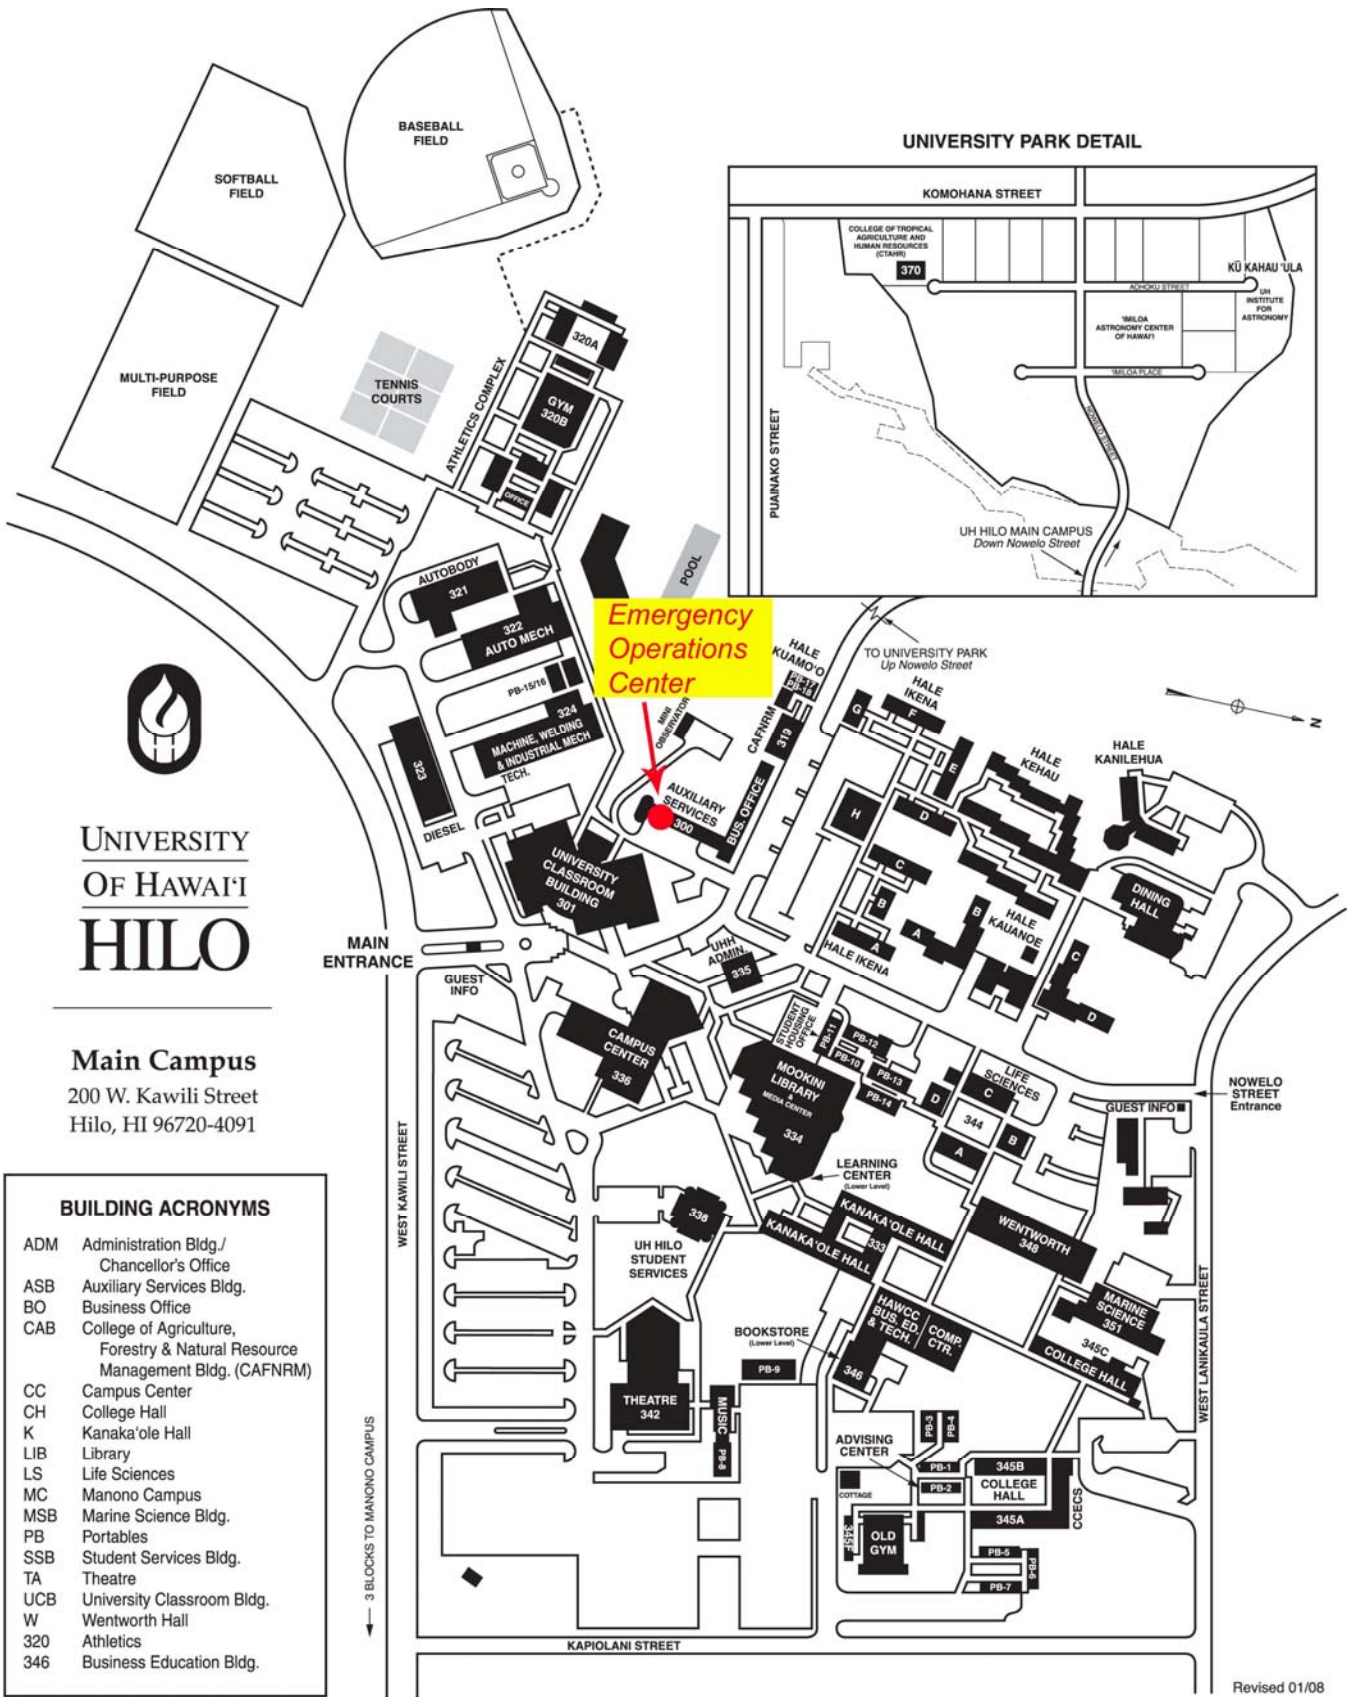 BASEBALL
FIELD
SOFTBALL
FIELD
MULTI-PURPOSE
FIELD
TENNIS
COURTS
ATHLETICS COMPLEX
320A
GYM
320B
OFFICE
POOL
UNIVERSITY PARK DETAIL
KOMOHANA STREET
COLLEGE OF TROPICAL
AGRICULTURE AND
HUMAN RESOURCES
(CTAHR)
370
KŪ KAHAU ‘ULA
AOHOKU STREET
UH
INSTITUTE
FOR
ASTRONOMY
‘IMILOA
ASTRONOMY CENTER
OF HAWAI‘I
‘IMILOA PLACE
NOWELO STREET
PUAINAKO STREET
UH HILO MAIN CAMPUS
Down Nowelo Street
AUTOBODY
321
322
AUTO MECH
PB-15/16
324
MACHINE, WELDING
& INDUSTRIAL MECH
TECH.
323
DIESEL
Emergency
Operations
Center
MINI
OBSERVATORY
HALE
KUAMO‘O
PB-17
PB-18
CAFNRM
319
AUXILIARY
SERVICES
300
BUS. OFFICE
TO UNIVERSITY PARK
Up Nowelo Street
HALE
IKENA
G
F
E
H
D
C
B
A
HALE IKENA
HALE
KEHAU
HALE
KANILEHUA
N
DINING
HALL
HALE
KAUANOE
A
B
C
D
UNIVERSITY
CLASSROOM
BUILDING
301
MAIN
ENTRANCE
GUEST
INFO
UHH
ADMIN.
335
CAMPUS
CENTER
336
STUDENT
HOUSING
OFFICE
PB-11
PB-12
PB-10
PB-13
PB-14
MOOKINI
LIBRARY
&
MEDIA CENTER
334
LIFE
SCIENCES
D
C
344
A
B
NOWELO
STREET
Entrance
GUEST INFO
LEARNING
CENTER
(Lower Level)
KANAKA‘OLE HALL
333
KANAKA‘OLE HALL
WENTWORTH
348
338
UH HILO
STUDENT
SERVICES
MARINE
SCIENCE
351
345C
COLLEGE HALL
HAWCC
BUS. ED.
& TECH.
COMP.
CTR.
BOOKSTORE
(Lower Level)
346
PB-9
THEATRE
342
MUSIC
PB-8
ADVISING
CENTER
PB-3
PB-4
PB-1
PB-2
COTTAGE
345F
OLD
GYM
345B
COLLEGE
HALL
345A
CCECS
PB-5
PB-6
PB-7
WEST KAWILI STREET
WEST LANIKAULA STREET
KAPIOLANI STREET
3 BLOCKS TO MANONO CAMPUS
UNIVERSITY
OF HAWAI‘I
HILO
Main Campus
200 W. Kawili Street
Hilo, HI 96720-4091
BUILDING ACRONYMS
ADM Administration Bldg./
Chancellor's Office
ASB Auxiliary Services Bldg.
BO Business Office
CAB College of Agriculture,
Forestry & Natural Resource
Management Bldg. (CAFNRM)
CC Campus Center
CH College Hall
K Kanaka‘ole Hall
LIB Library
LS Life Sciences
MC Manono Campus
MSB Marine Science Bldg.
PB Portables
SSB Student Services Bldg.
TA Theatre
UCB University Classroom Bldg.
W Wentworth Hall
320 Athletics
346 Business Education Bldg.
Revised 01/08